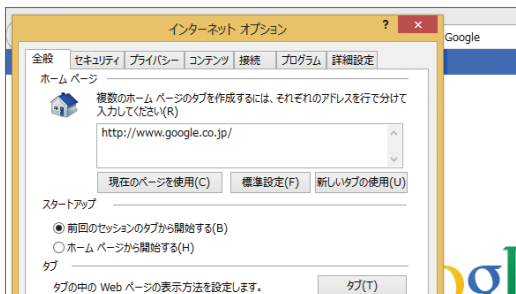 インターネット オプション
?
×
Google
全般
セキュリティ
プライバシー
コンテンツ
接続
プログラム
詳細設定
ホーム ページ
複数のホーム ページのタブを作成するには、それぞれのアドレスを行で分けて
入力してください(R)
http://www.google.co.jp/
現在のページを使用(C)
標準設定(F)
新しいタブの使用(U)
スタートアップ
前回のセッションのタブから開始する(B)
ホーム ページから開始する(H)
タブ
タブの中の Web ページの表示方法を設定します。
タブ(T)
ogl